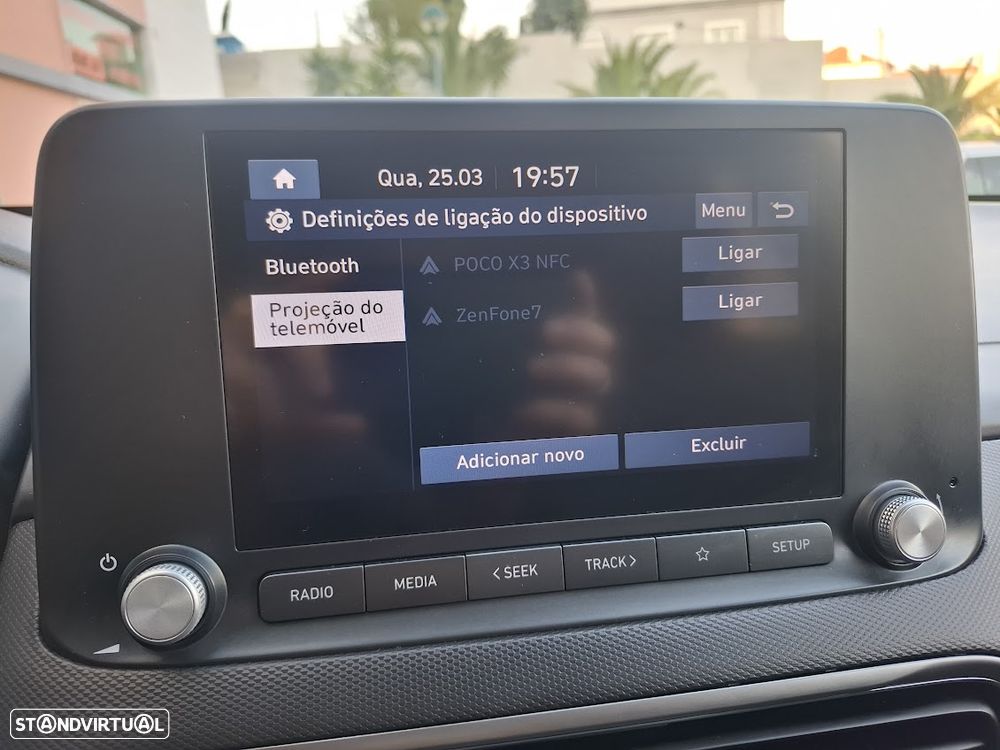 Qua, 25.03 19:57
Definições de ligação do dispositivo Menu
Bluetooth
POCO X3 NFC Ligar
Projeção do
telemóvel
ZenFone7 Ligar
Adicionar novo Excluir
RADIO MEDIA < SEEK TRACK > SETUP
STANDVIRTUAL